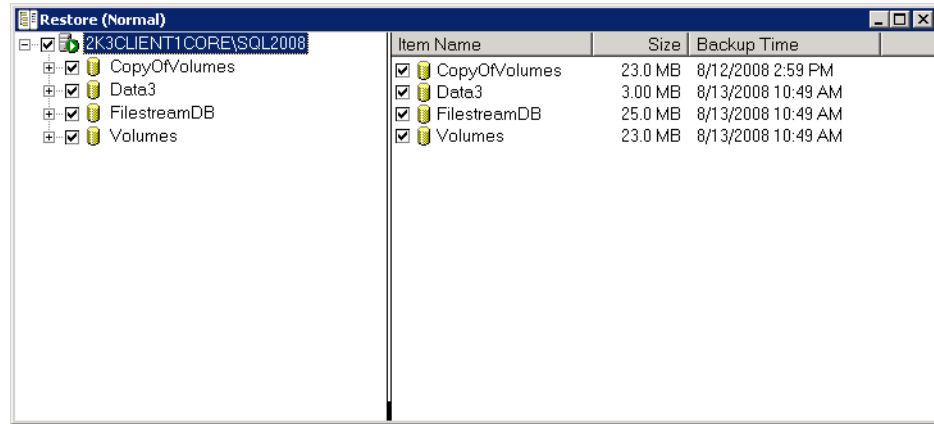 Restore (Normal)
2K3CLIENT1CORE\SQL2008
CopyOfVolumes
Data3
FilestreamDB
Volumes
Item Name Size Backup Time
CopyOfVolumes 23.0 MB 8/12/2008 2:59 PM
Data3 3.00 MB 8/13/2008 10:49 AM
FilestreamDB 25.0 MB 8/13/2008 10:49 AM
Volumes 23.0 MB 8/13/2008 10:49 AM